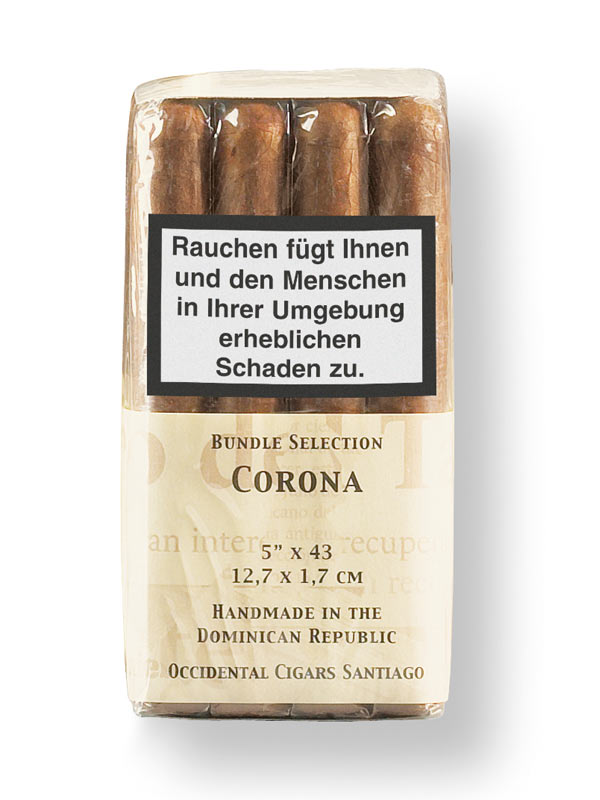 Rauchen fügt Ihnen
und den Menschen
in Ihrer Umgebung
erheblichen
Schaden zu.
BUNDLE SELECTION
CORONA
5” X 43
12,7 X 1,7 CM
HANDMADE IN THE
DOMINICAN REPUBLIC
OCCIDENTAL CIGARS SANTIAGO